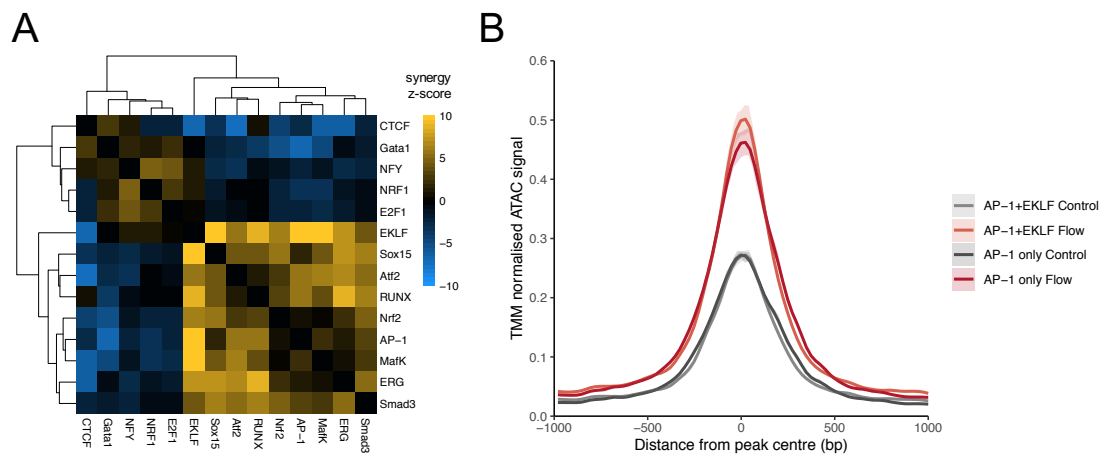 A
B
synergy
z-score
10
5
0
−5
−10
CTCF
Gata1
NFY
NRF1
E2F1
EKLF
Sox15
Atf2
RUNX
Nrf2
AP−1
MafK
ERG
Smad3
CTCF
Gata1
NFY
NRF1
E2F1
EKLF
Sox15
Atf2
RUNX
Nrf2
AP−1
MafK
ERG
Smad3
TMM normalised ATAC signal
0.6
0.5
0.4
0.3
0.2
0.1
0.0
−1000
−500
0
500
1000
Distance from peak centre (bp)
AP−1+EKLF Control
AP−1+EKLF Flow
AP−1 only Control
AP−1 only Flow